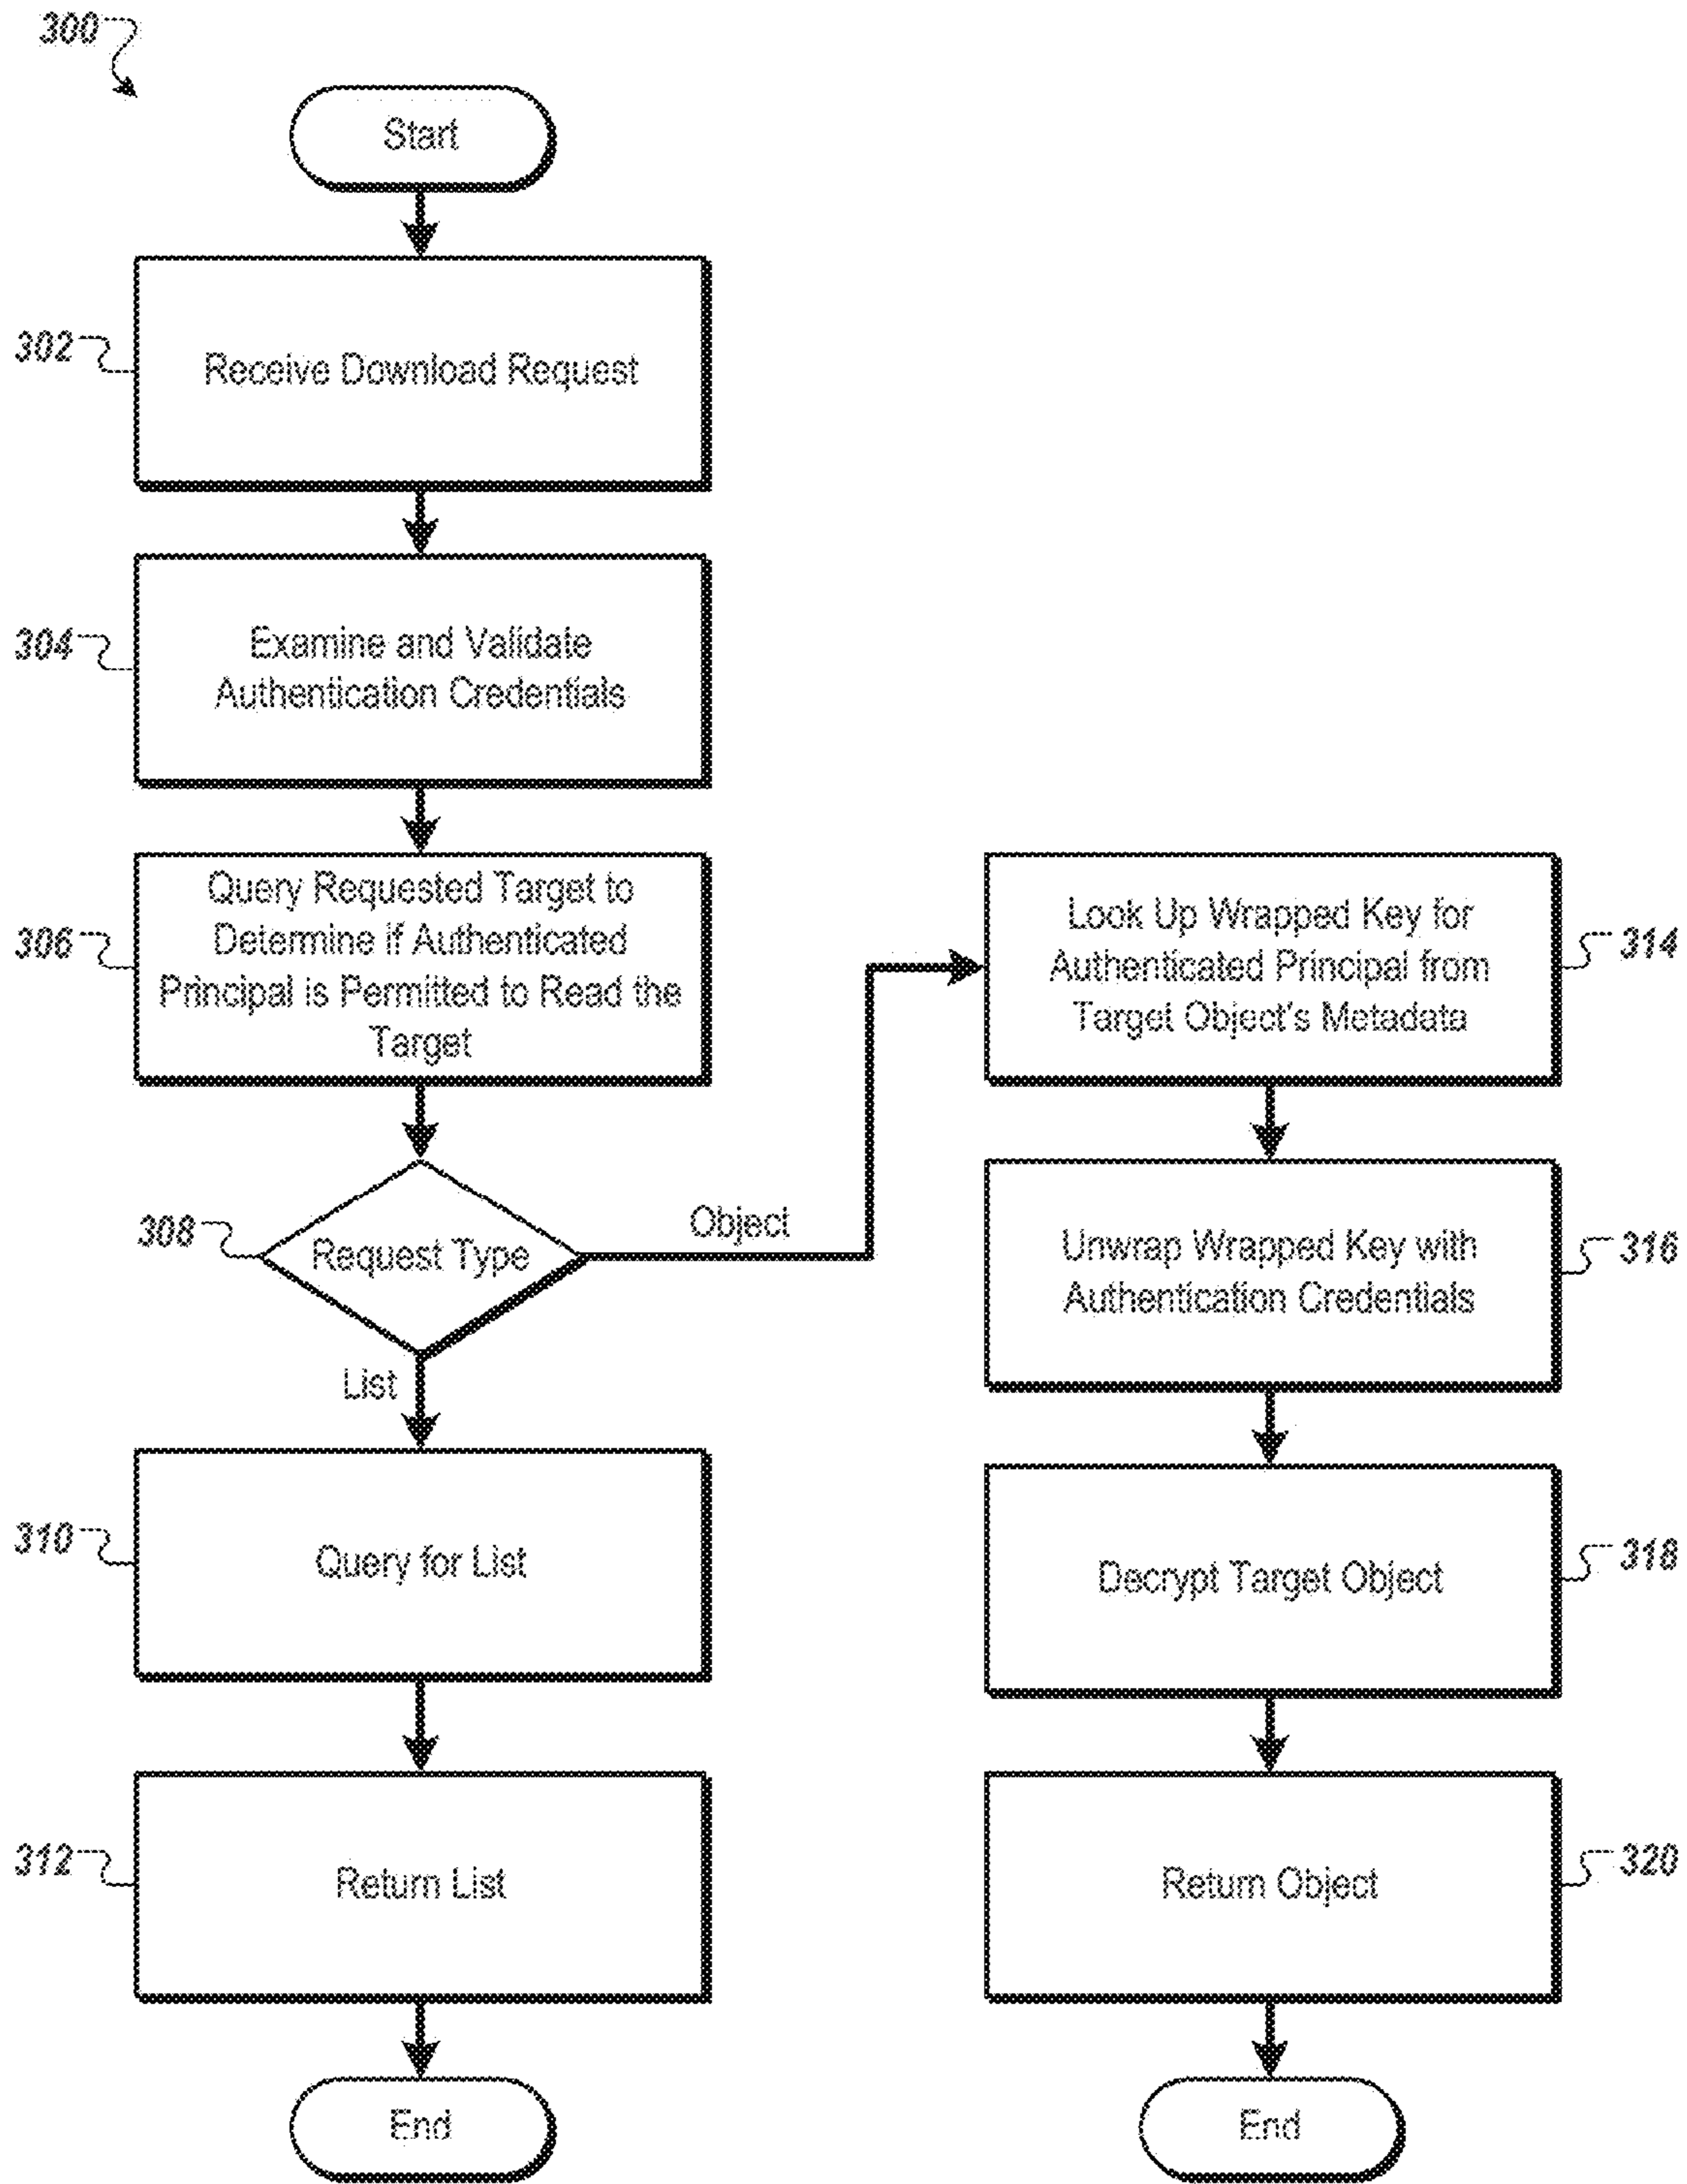 300
Start
302
Receive Download Request
304
Examine and Validate
Authentication Credentials
306
Query Requested Target to
Determine if Authenticated
Principal is Permitted to Read the
Target
308
Request Type
Object
List
310
Query for List
312
Return List
End
Look Up Wrapped Key for
Authenticated Principal from
Target Object's Metadata
314
Unwrap Wrapped Key with
Authentication Credentials
316
Decrypt Target Object
318
Return Object
320
End